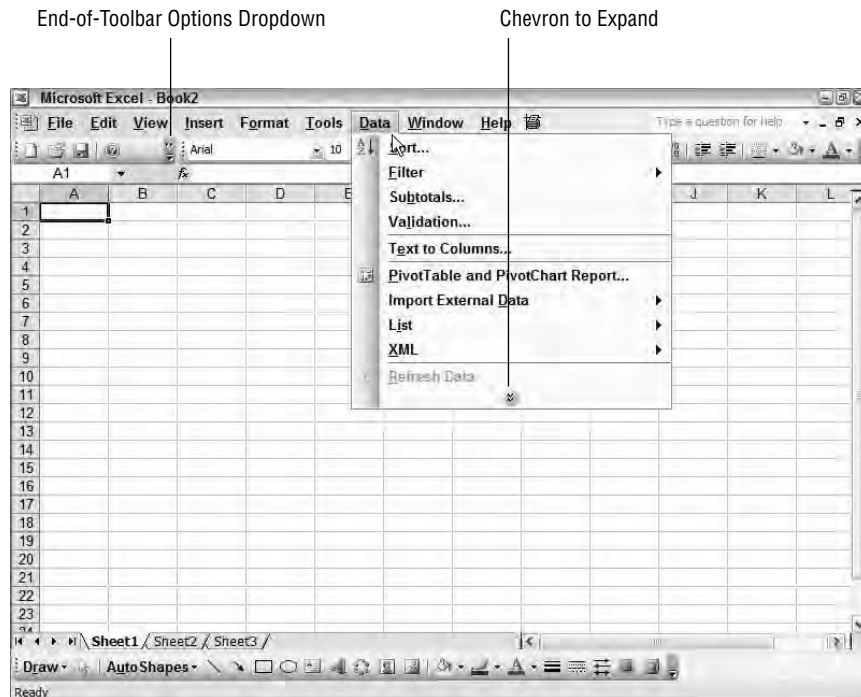 End-of-Toolbar Options Dropdown
Chevron to Expand
Microsoft Excel - Book2
File Edit View Insert Format Tools Data Window Help
Type a question for help
Arial
10
A1
fx
A B C D E J K L
Sort...
Filter
Subtotals...
Validation...
Text to Columns...
PivotTable and PivotChart Report...
Import External Data
List
XML
Refresh Data
1
2
3
4
5
6
7
8
9
10
11
12
13
14
15
16
17
18
19
20
21
22
23
24
Sheet1 / Sheet2 / Sheet3 /
Draw AutoShapes
Ready